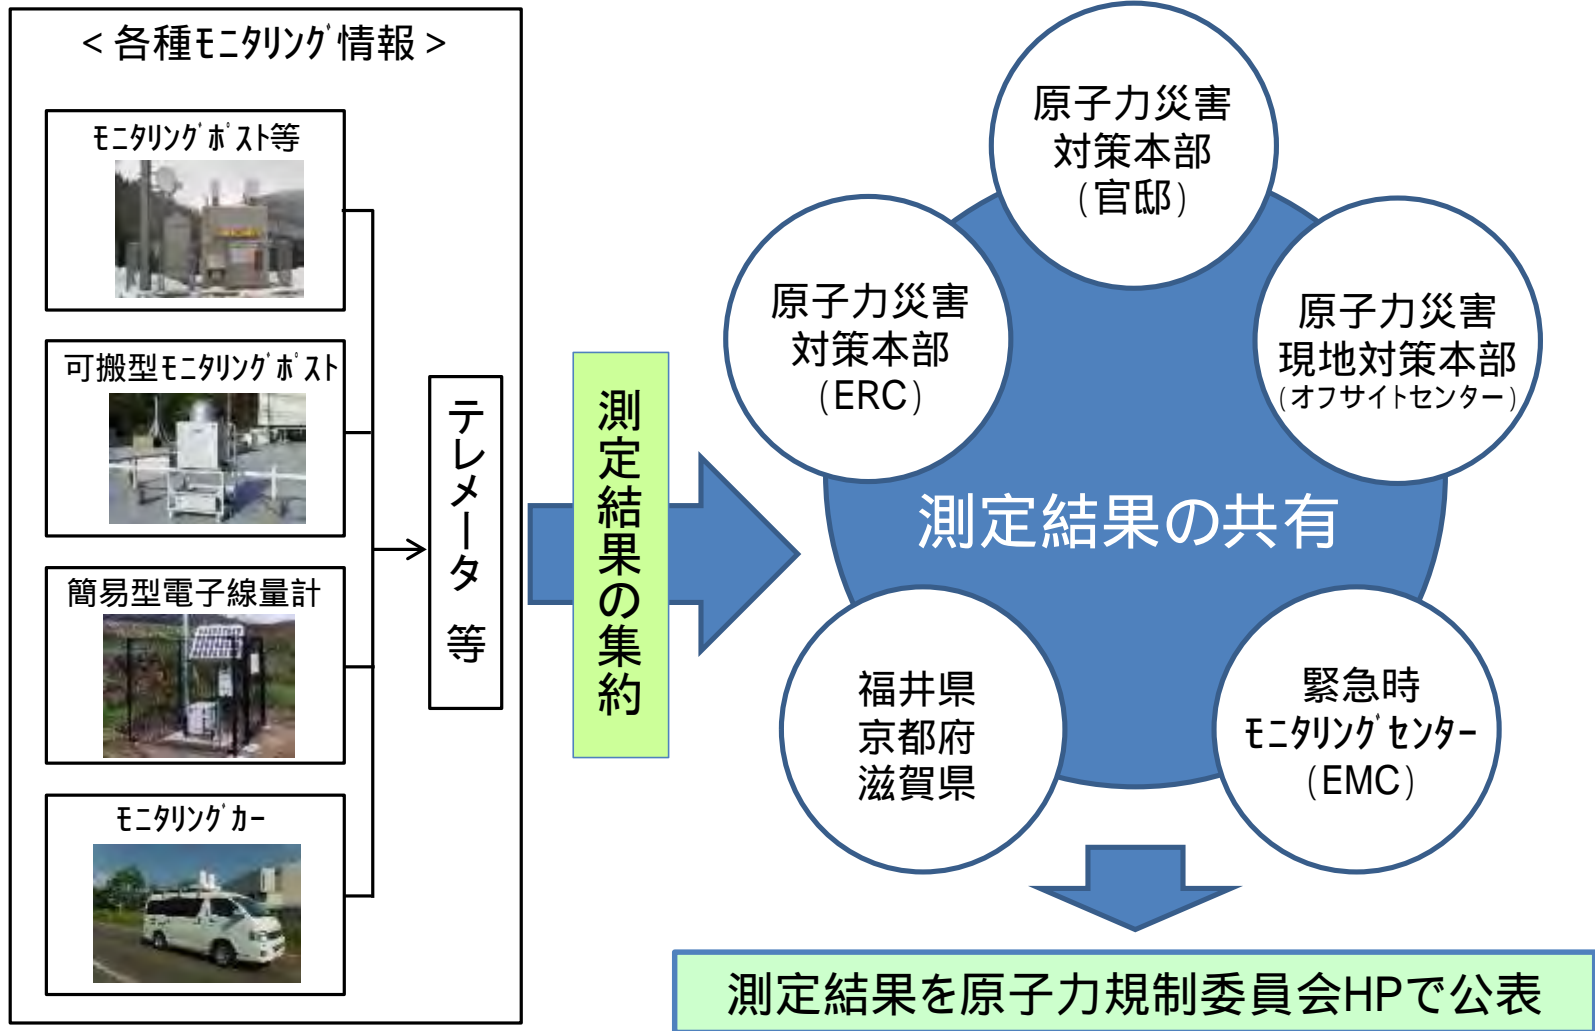 <各種ﾓﾆﾀﾘﾝｸﾞ情報>
ﾓﾆﾀﾘﾝｸﾞﾎﾟｽﾄ等
可搬型ﾓﾆﾀﾘﾝｸﾞﾎﾟｽﾄ
簡易型電子線量計
ﾓﾆﾀﾘﾝｸﾞｶｰ
テレメータ 等
測定結果の集約
原子力災害
対策本部
(官邸)
原子力災害
対策本部
(ERC)
原子力災害
現地対策本部
(オフサイトセンター)
測定結果の共有
福井県
京都府
滋賀県
緊急時
ﾓﾆﾀﾘﾝｸﾞｾﾝﾀｰ
(EMC)
測定結果を原子力規制委員会HPで公表